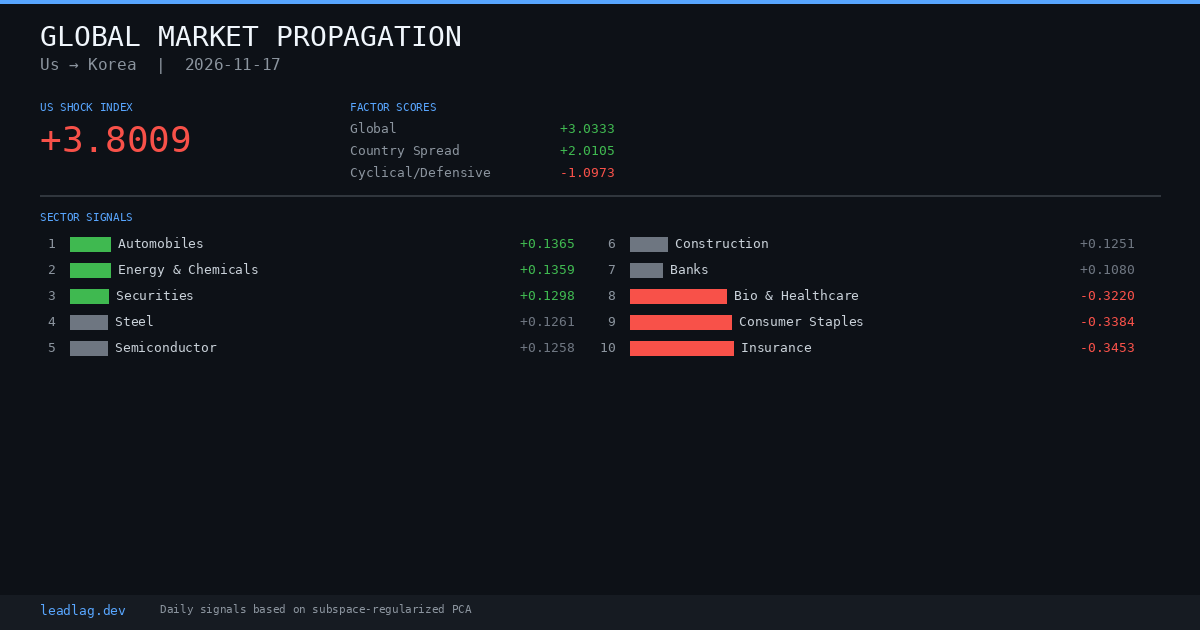 GLOBAL MARKET PROPAGATION
Us → Korea | 2026-11-17
US SHOCK INDEX
+3.8009
FACTOR SCORES
Global +3.0333
Country Spread +2.0105
Cyclical/Defensive -1.0973
SECTOR SIGNALS
1 Automobiles +0.1365
2 Energy & Chemicals +0.1359
3 Securities +0.1298
4 Steel +0.1261
5 Semiconductor +0.1258
6 Construction +0.1251
7 Banks +0.1080
8 Bio & Healthcare -0.3220
9 Consumer Staples -0.3384
10 Insurance -0.3453
leadlag.dev Daily signals based on subspace-regularized PCA